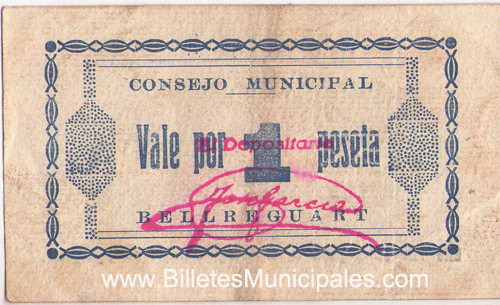 CONSEJO MUNICIPAL
El Depositario
Vale por 1 peseta
BELLREGUART
www.BilletesMunicipales.com